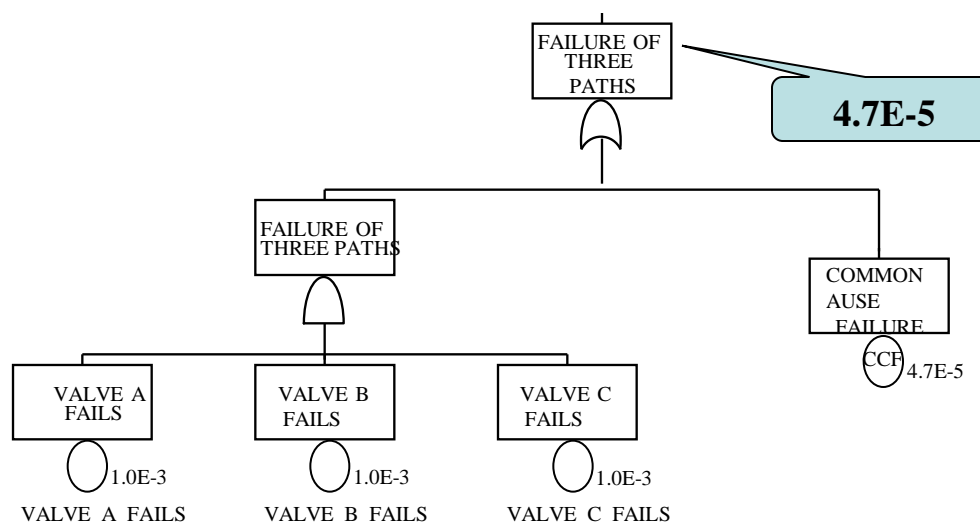 FAILURE OF
THREE
PATHS
4.7E-5
FAILURE OF
THREE PATHS
COMMON
AUSE
FAILURE
CCF
4.7E-5
VALVE A
FAILS
VALVE B
FAILS
VALVE C
FAILS
1.0E-3
1.0E-3
1.0E-3
VALVE A FAILS
VALVE B FAILS
VALVE C FAILS